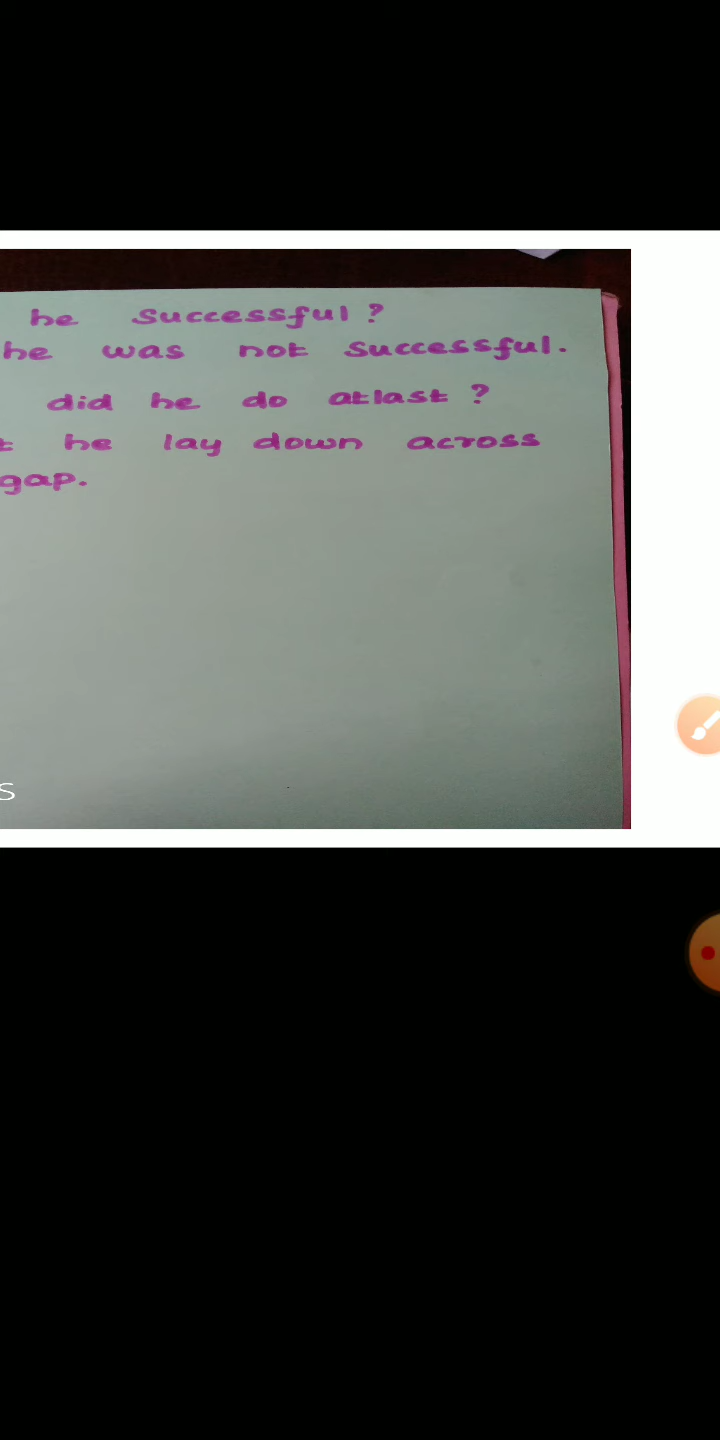 he successful?
he was not successful.
did he do atlast?
t he lay down across
gap.
s